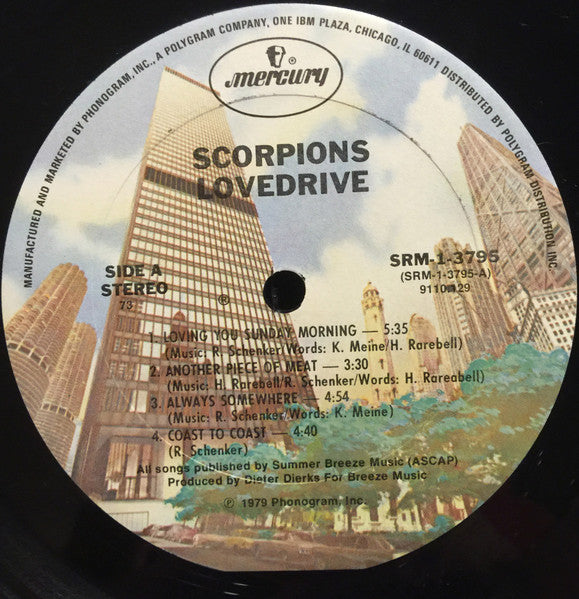 MANUFACTURED AND MARKETED BY PHONOGRAM, INC., A POLYGRAM COMPANY, ONE IBM PLAZA, CHICAGO, IL 60611 DISTRIBUTED BY POLYGRAM DISTRIBUTION, INC.
®
mercury
SCORPIONS
LOVEDRIVE
SIDE A
STEREO
73
®
SRM-1-3795
(SRM-1-3795-A)
9110.129
1. LOVING YOU SUNDAY MORNING — 5:35
(Music: R. Schenker/Words: K. Meine/H. Rarebell)
2. ANOTHER PIECE OF MEAT — 3:30
(Music: H. Rarebell/R. Schenker/Words: H. Rareabell)
3. ALWAYS SOMEWHERE — 4:54
(Music: R. Schenker/Words: K. Meine)
4. COAST TO COAST — 4:40
(R. Schenker)
All songs published by Summer Breeze Music (ASCAP)
Produced by Dieter Dierks For Breeze Music
℗ 1979 Phonogram, Inc.